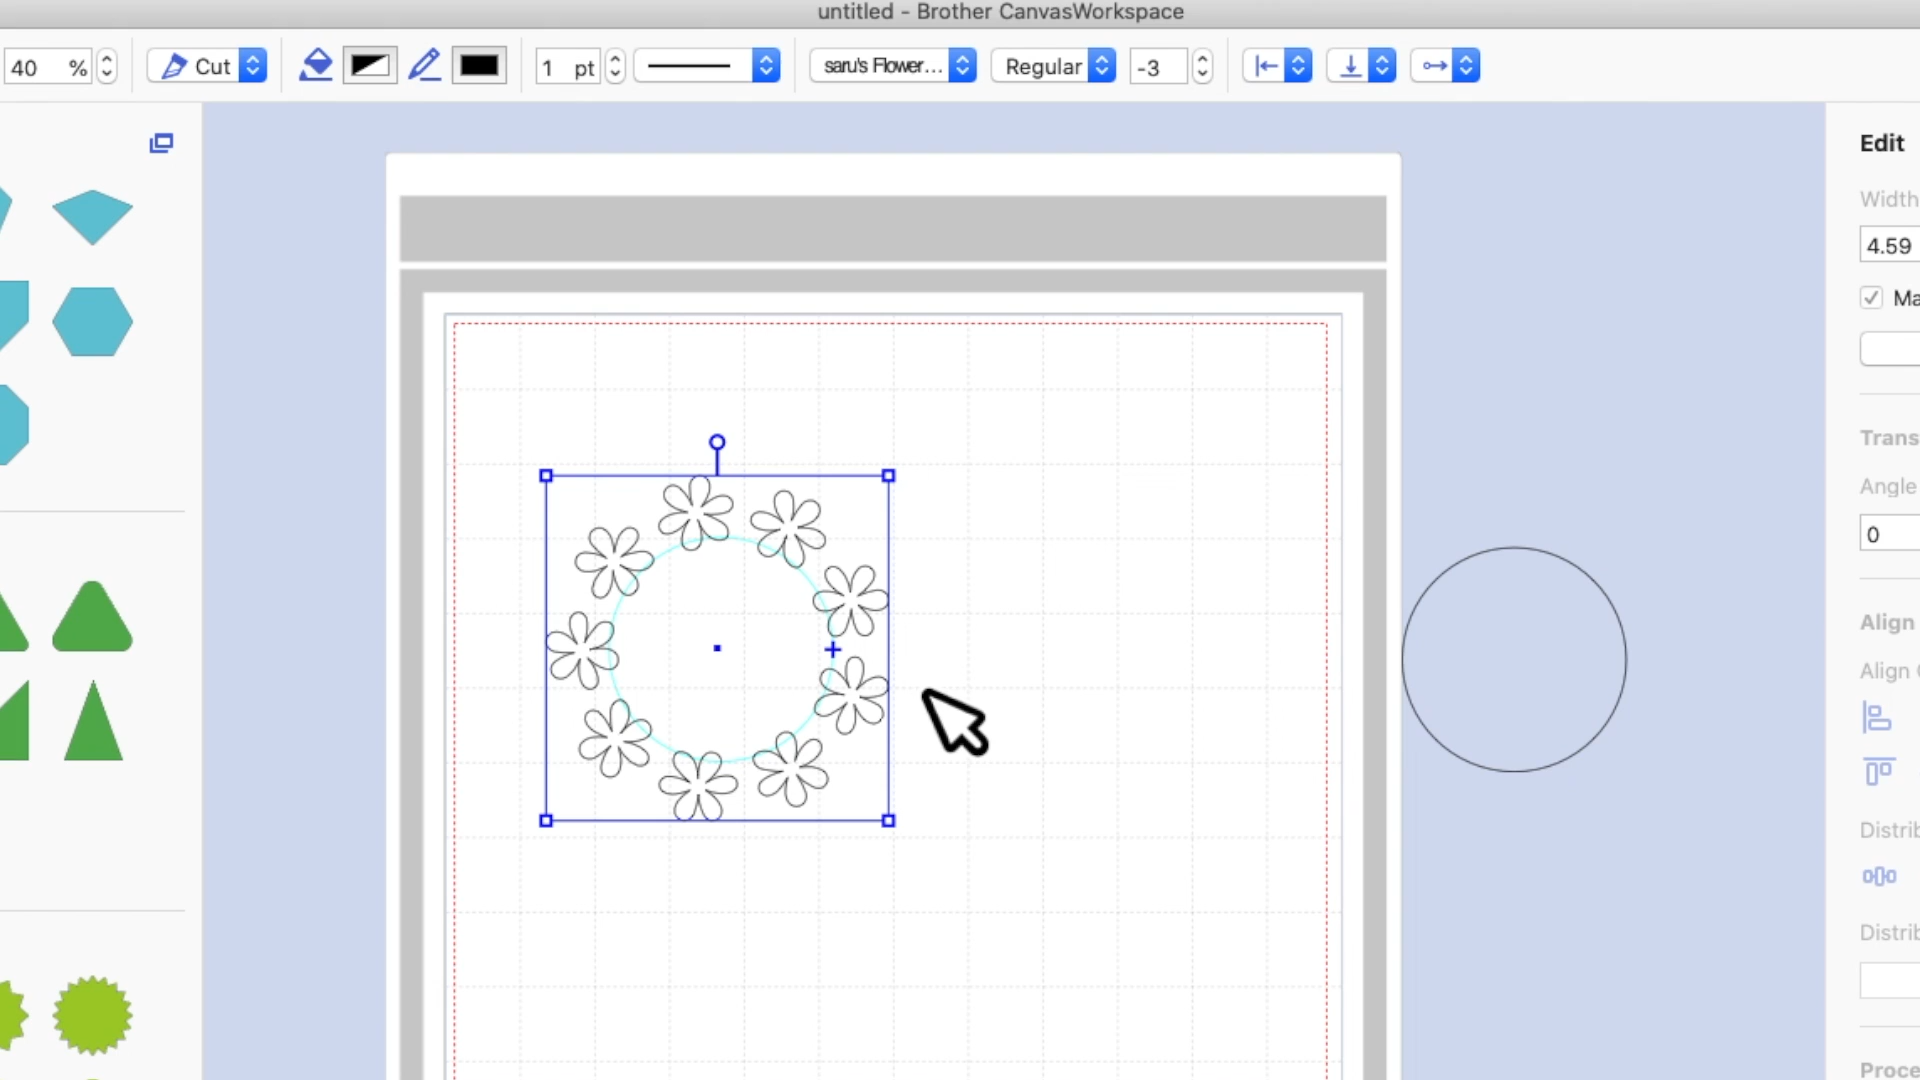 untitled - Brother CanvasWorkspace
40 %
Cut
1 pt
saru's Flower...
Regular
-3
Edit
Width
4.59
Ma
Trans
Angle
0
Align
Align
Distrib
Distrib
Proce